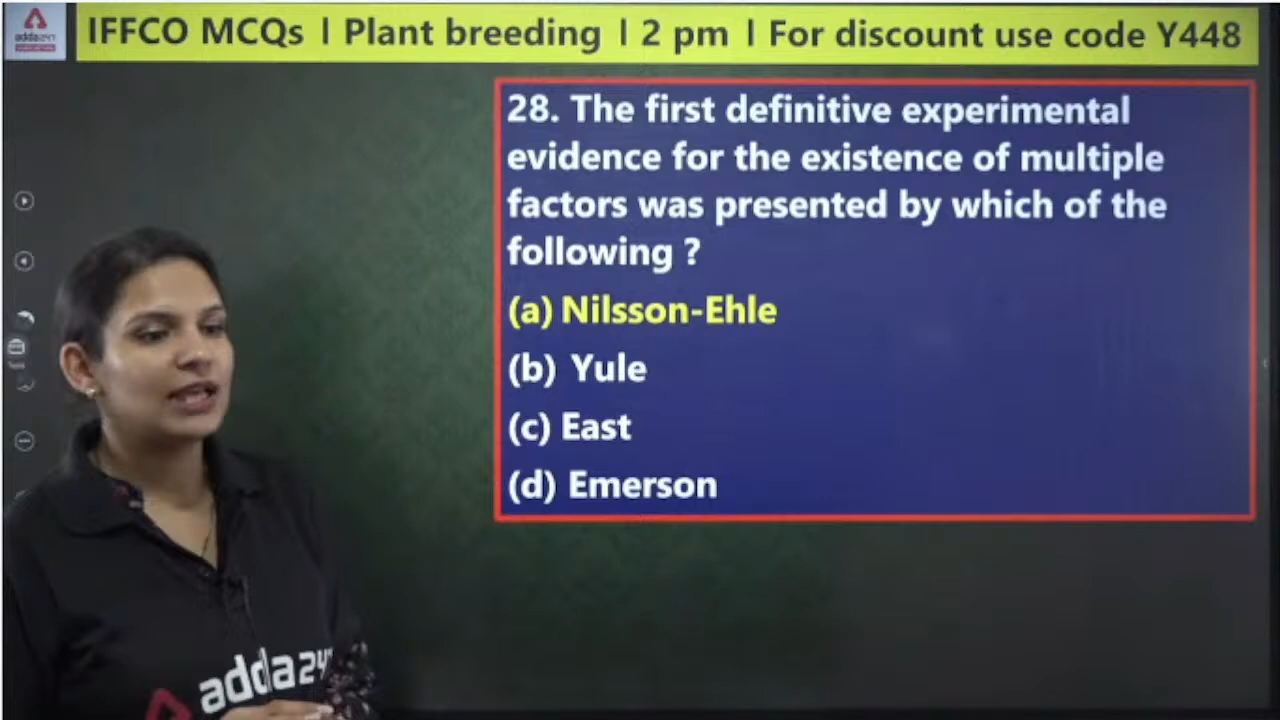 adda247
IFFCO MCQs I Plant breeding I 2 pm I For discount use code Y448
28. The first definitive experimental
evidence for the existence of multiple
factors was presented by which of the
following ?
(a) Nilsson-Ehle
(b) Yule
(c) East
(d) Emerson
adda247